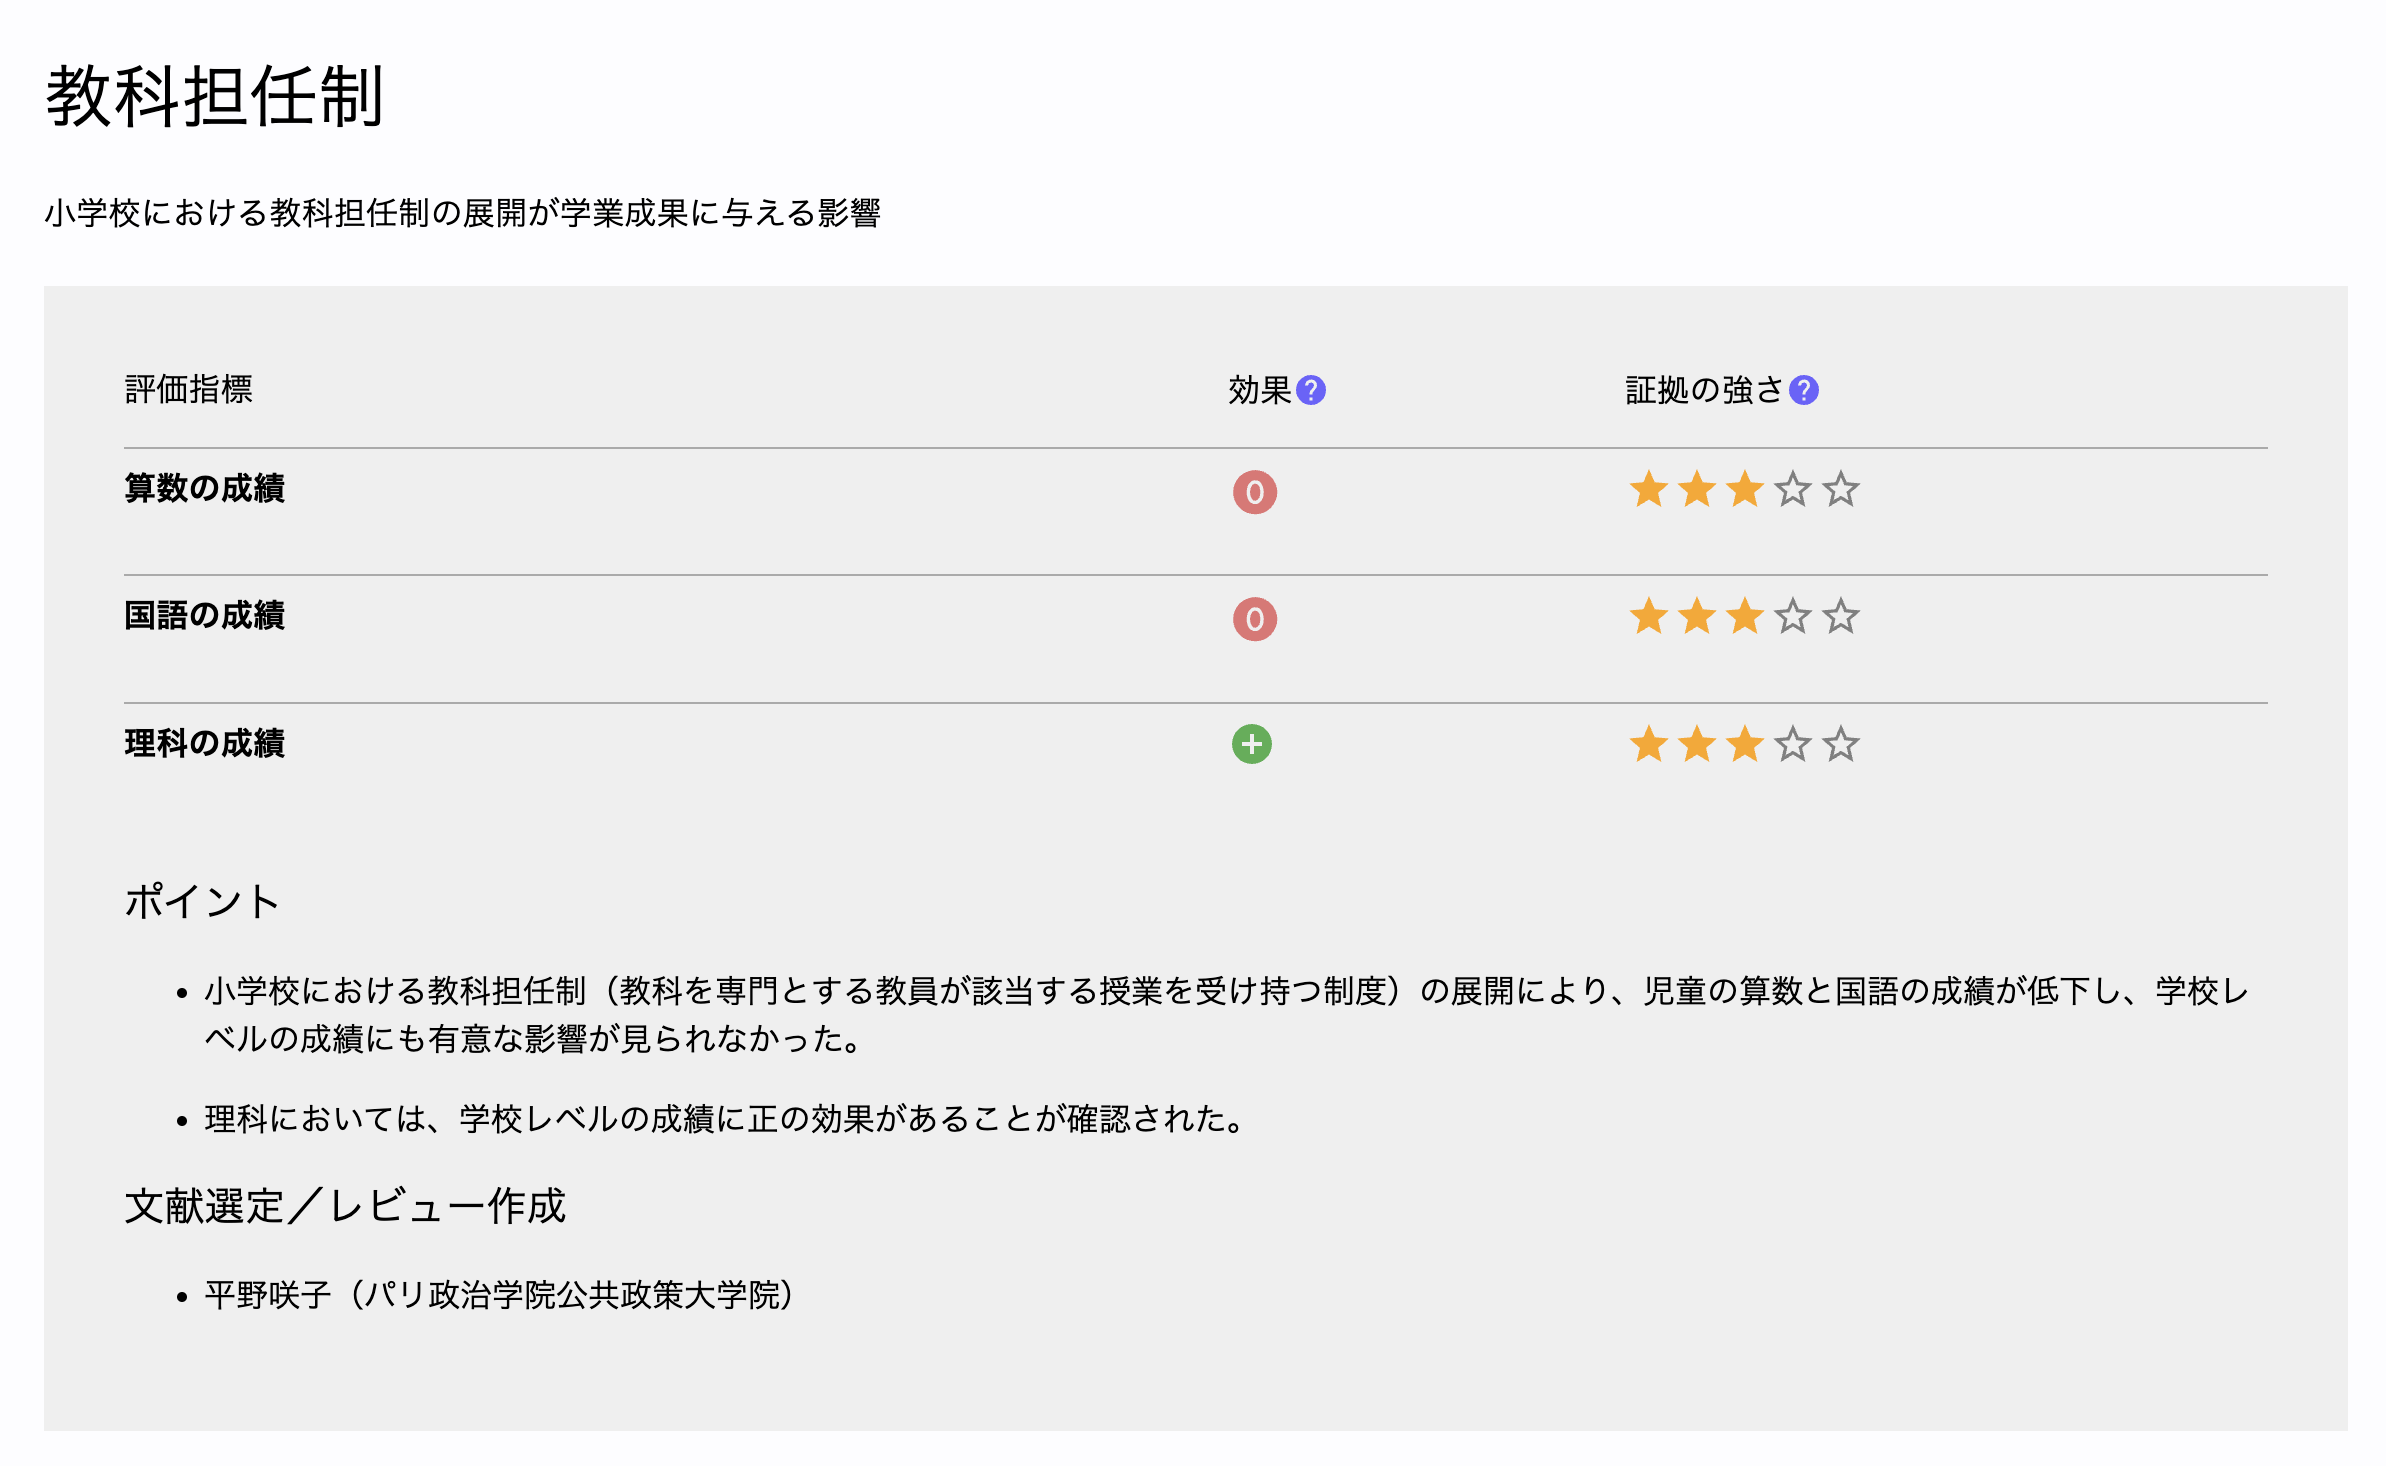 教科担任制
小学校における教科担任制の展開が学業成果に与える影響
評価指標 効果? 証拠の強さ?
算数の成績 0 ★★★☆☆
国語の成績 0 ★★★☆☆
理科の成績 + ★★★☆☆
ポイント
• 小学校における教科担任制（教科を専門とする教員が該当する授業を受け持つ制度）の展開により、児童の算数と国語の成績が低下し、学校レ
ベルの成績にも有意な影響が見られなかった。
• 理科においては、学校レベルの成績に正の効果があることが確認された。
文献選定／レビュー作成
• 平野咲子（パリ政治学院公共政策大学院）